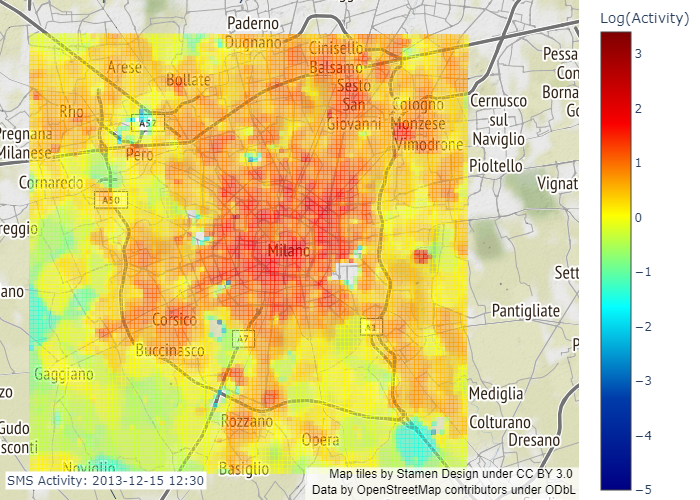 Paderno
Dugnano
Cinisello
Balsamo
Log(Activity)
Arese
Bollate
Sesto
San
Giovanni
Pessa
Con
Borna
Go
Rho
A52
Cologno
Monzese
Vimodrone
Cernusco
sul
Naviglio
Pregnana
Milanese
Pero
Pioltello
Cornaredo
A50
Vignat
reggio
Milano
Sett
ano
Corsico
A7
Pantigliate
Buccinasco
Gaggiano
Mediglia
Rozzano
Colturano
Dresano
zo
Gudo
sconti
Opera
Noviglio
Basiglio
3
2
1
0
−1
−2
−3
−4
−5
SMS Activity: 2013-12-15 12:30
Map tiles by Stamen Design under CC BY 3.0
Data by OpenStreetMap contributors under ODbL